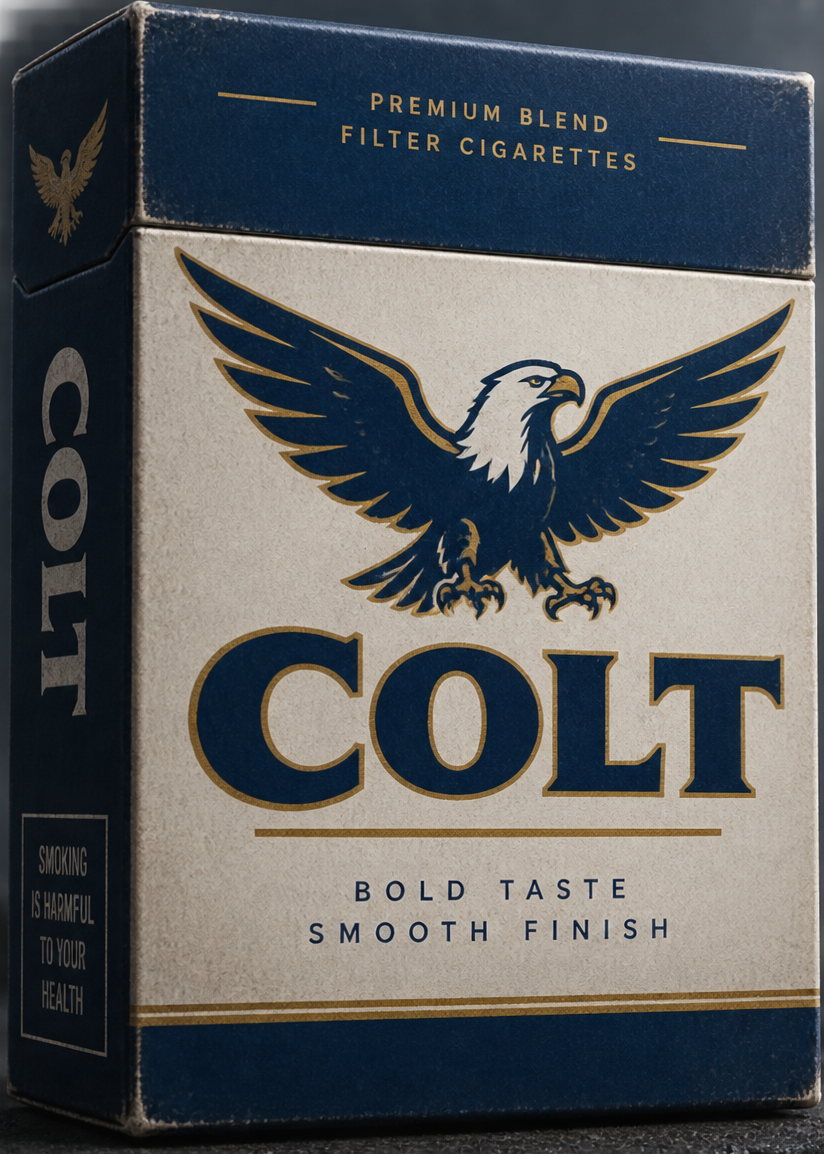 PREMIUM BLEND
FILTER CIGARETTES
COLT
BOLD TASTE
SMOOTH FINISH
COLT
SMOKING
IS HARMFUL
TO YOUR
HEALTH